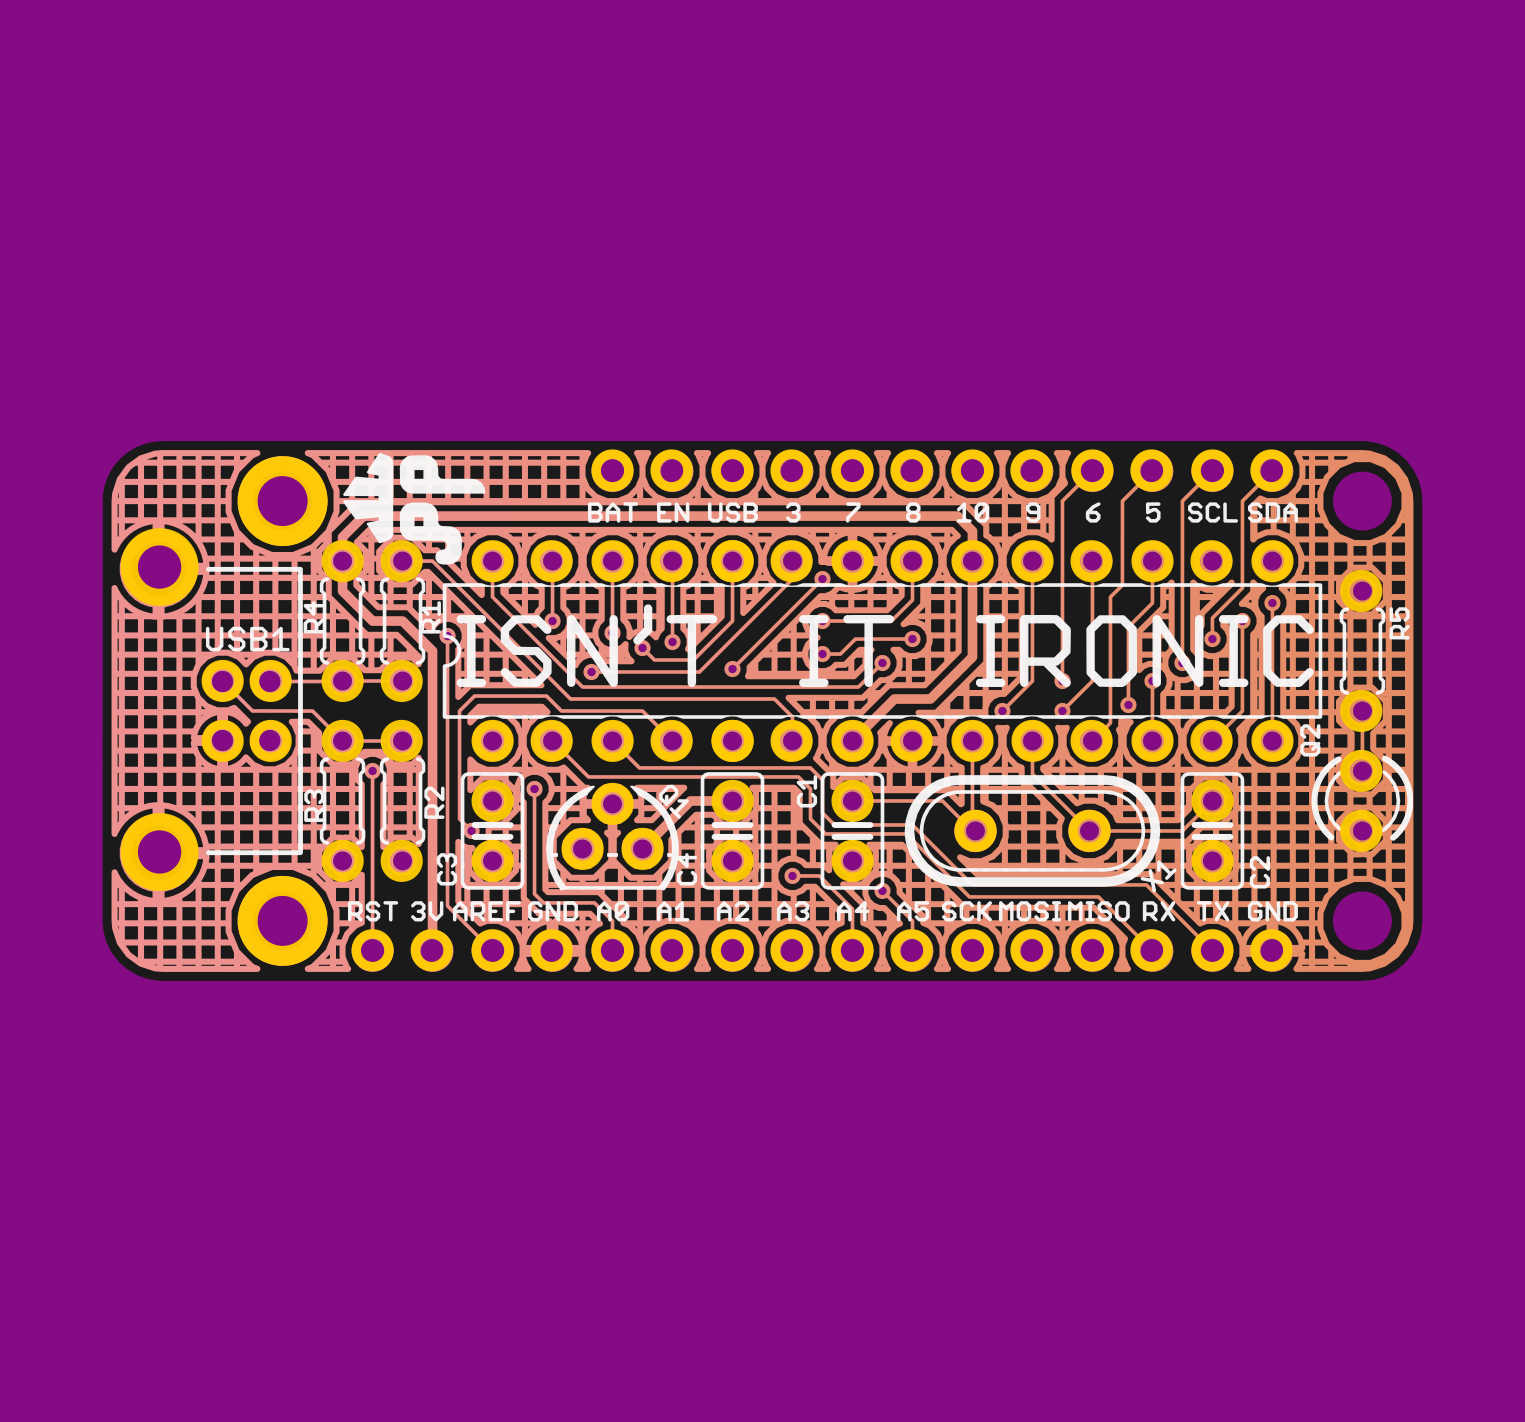 BAT EN USB 3 7 8 10 9 6 5 SCL SDA
R4 R1 R5
USB1
ISN'T IT IRONIC
Q2
R3 R2 C1
Q1
C3 C4 Y1 C2
RST 3V AREF GND A0 A1 A2 A3 A4 A5 SCK MOSI MISO RX TX GND